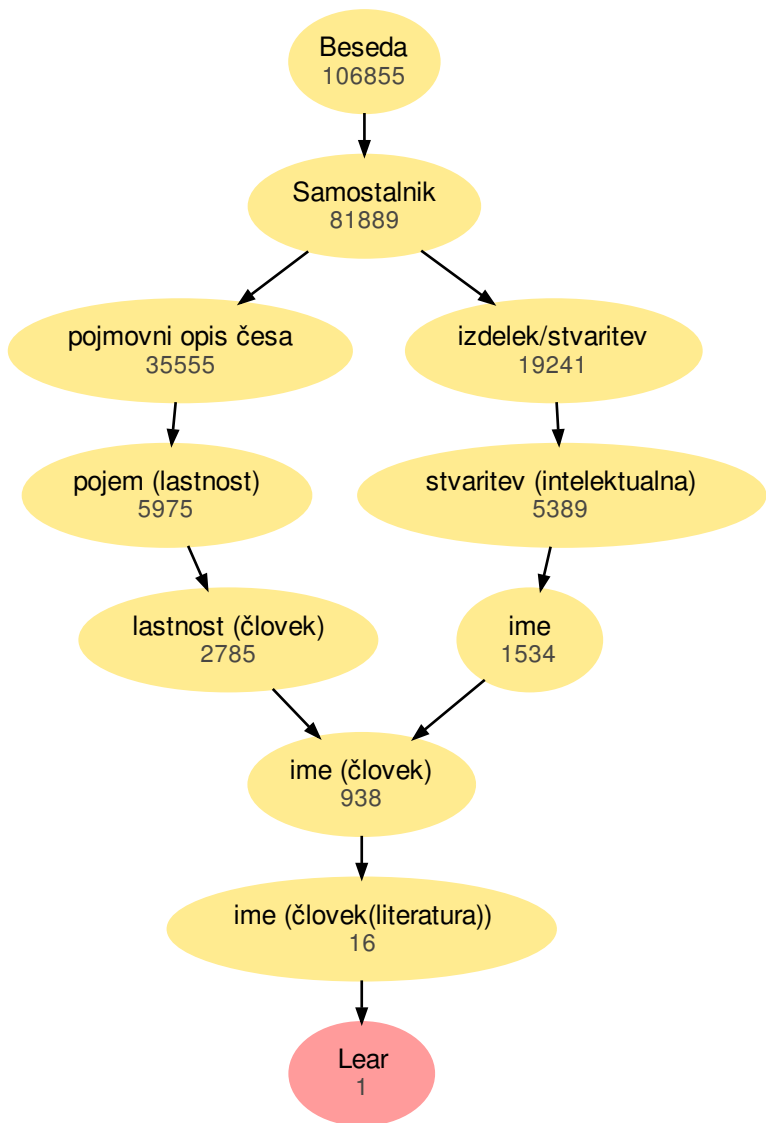 Beseda
106855
Samostalnik
81889
pojmovni opis česa
35555
izdelek/stvaritev
19241
pojem (lastnost)
5975
stvaritev (intelektualna)
5389
lastnost (človek)
2785
ime
1534
ime (človek)
938
ime (človek(literatura))
16
Lear
1